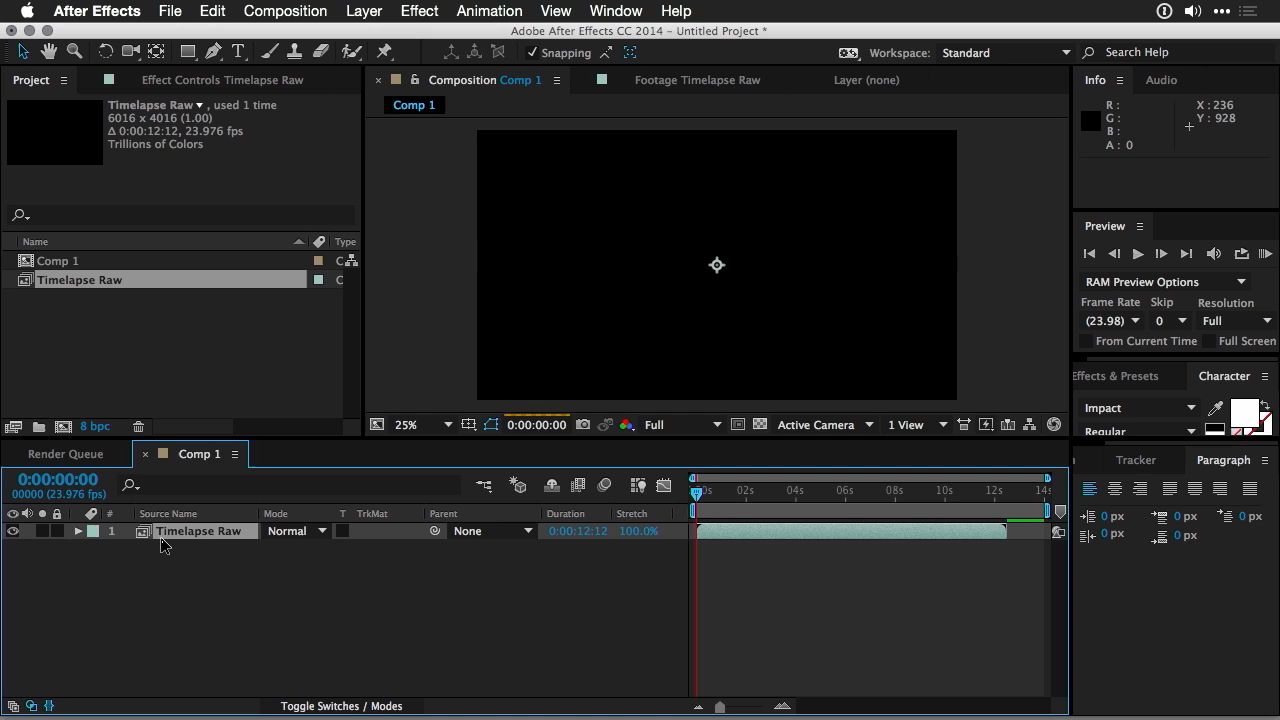 After Effects File Edit Composition Layer Effect Animation View Window Help
Adobe After Effects CC 2014 – Untitled Project *
Snapping Workspace: Standard Search Help
Project Effect Controls Timelapse Raw Composition Comp 1 Footage Timelapse Raw Layer (none) Info Audio
Timelapse Raw , used 1 time
6016 x 4016 (1.00)
Δ 0:00:12:12, 23.976 fps
Trillions of Colors
Comp 1
R :
G :
B :
A : 0
X : 236
Y : 928
Name Type
Comp 1 C
Timelapse Raw C
Preview
RAM Preview Options
Frame Rate Skip Resolution
(23.98) 0 Full
From Current Time Full Screen
Effects & Presets Character
Impact
Regular
8 bpc 25% 0:00:00:00 Full Active Camera 1 View
Render Queue Comp 1 Tracker Paragraph
0:00:00:00
00000 (23.976 fps)
0s 02s 04s 06s 08s 10s 12s 14s
# Source Name Mode T TrkMat Parent Duration Stretch
1 Timelapse Raw Normal None 0:00:12:12 100.0%
0 px 0 px 0 px
0 px 0 px
Toggle Switches / Modes